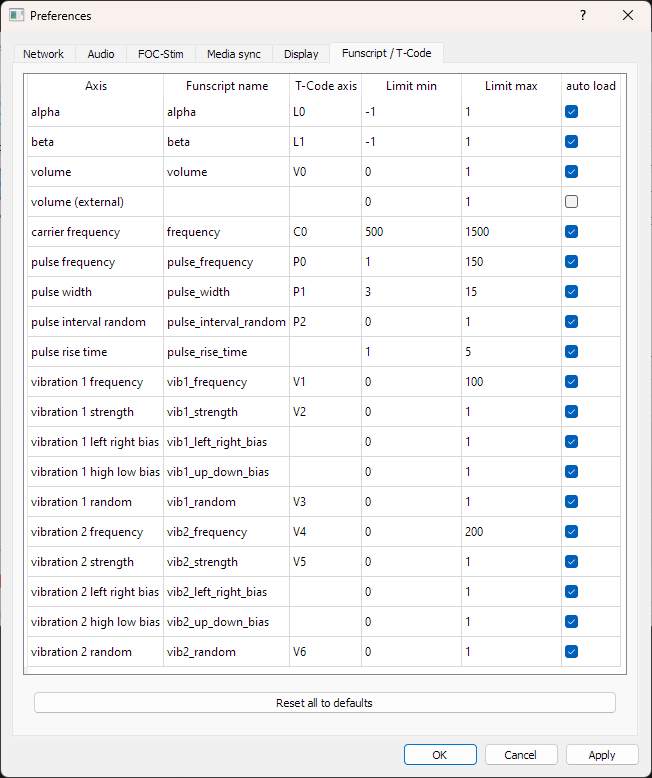 Preferences
Network Audio FOC-Stim Media sync Display Funscript / T-Code
Axis Funscript name T-Code axis Limit min Limit max auto load
alpha alpha L0 -1 1
beta beta L1 -1 1
volume volume V0 0 1
volume (external) 0 1
carrier frequency frequency C0 500 1500
pulse frequency pulse_frequency P0 1 150
pulse width pulse_width P1 3 15
pulse interval random pulse_interval_random P2 0 1
pulse rise time pulse_rise_time 1 5
vibration 1 frequency vib1_frequency V1 0 100
vibration 1 strength vib1_strength V2 0 1
vibration 1 left right bias vib1_left_right_bias 0 1
vibration 1 high low bias vib1_up_down_bias 0 1
vibration 1 random vib1_random V3 0 1
vibration 2 frequency vib2_frequency V4 0 200
vibration 2 strength vib2_strength V5 0 1
vibration 2 left right bias vib2_left_right_bias 0 1
vibration 2 high low bias vib2_up_down_bias 0 1
vibration 2 random vib2_random V6 0 1
Reset all to defaults
OK Cancel Apply